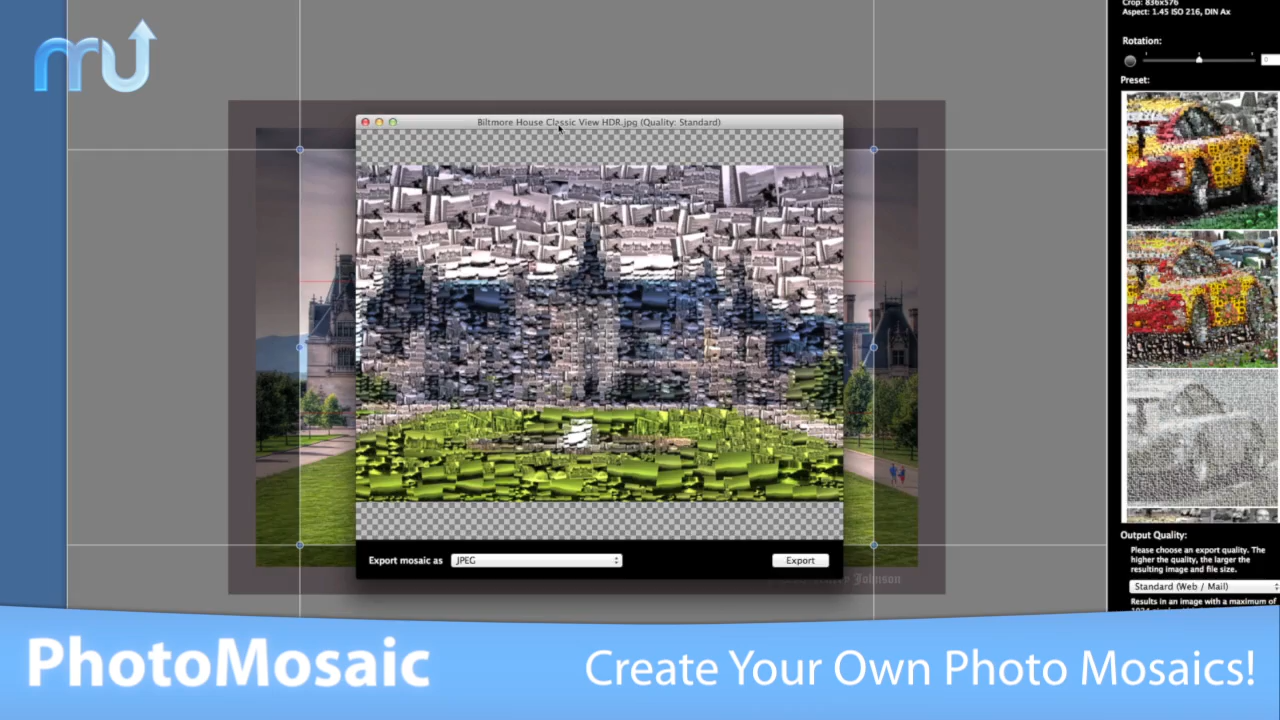 mu
Crop: 836x576
Aspect: 1.45 ISO 216, DIN Ax
Rotation:
0
Preset:
Biltmore House Classic View HDR.jpg (Quality: Standard)
Export mosaic as
JPEG
Export
Johnson
Output Quality:
Please choose an export quality. The
higher the quality, the larger the
resulting image and file size.
Standard (Web / Mail)
Results in an image with a maximum of
PhotoMosaic
Create Your Own Photo Mosaics!